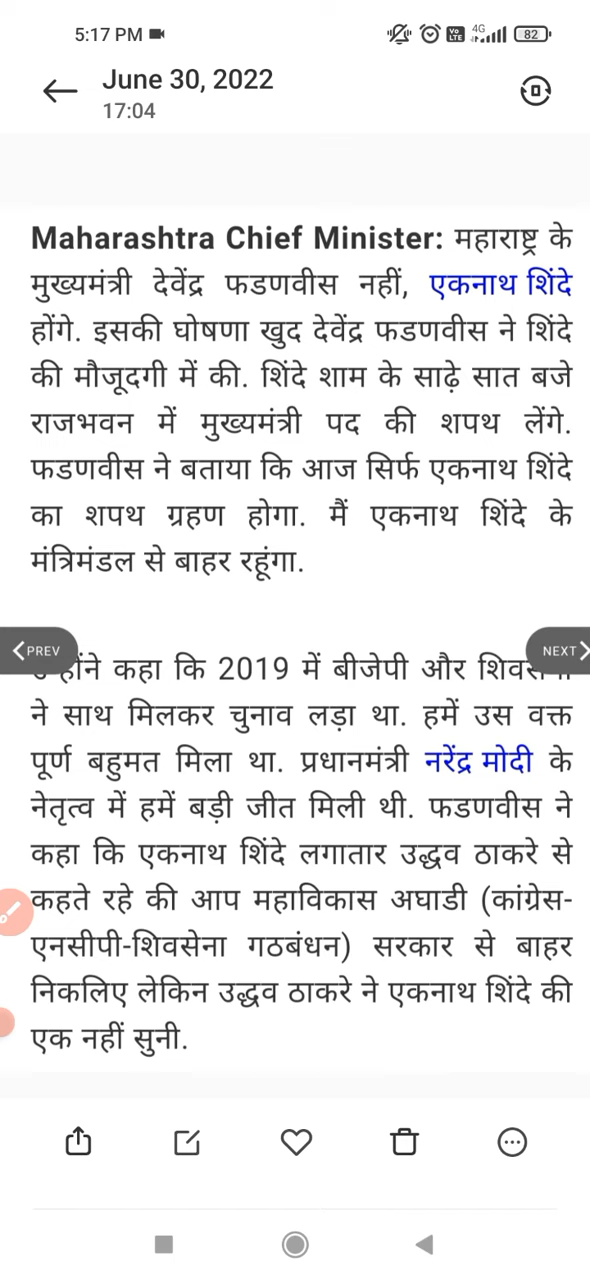 5:17 PM 4G Vo LTE 82
June 30, 2022
17:04
Maharashtra Chief Minister: महाराष्ट्र के
मुख्यमंत्री देवेंद्र फडणवीस नहीं, एकनाथ शिंदे
होंगे. इसकी घोषणा खुद देवेंद्र फडणवीस ने शिंदे
की मौजूदगी में की. शिंदे शाम के साढ़े सात बजे
राजभवन में मुख्यमंत्री पद की शपथ लेंगे.
फडणवीस ने बताया कि आज सिर्फ एकनाथ शिंदे
का शपथ ग्रहण होगा. मैं एकनाथ शिंदे के
मंत्रिमंडल से बाहर रहूंगा.
PREV NEXT
कहा कि 2019 में बीजेपी और
ने साथ मिलकर चुनाव लड़ा था. हमें उस वक्त
पूर्ण बहुमत मिला था. प्रधानमंत्री नरेंद्र मोदी के
नेतृत्व में हमें बड़ी जीत मिली थी. फडणवीस ने
कहा कि एकनाथ शिंदे लगातार उद्धव ठाकरे से
कहते रहे की आप महाविकास अघाडी (कांग्रेस-
एनसीपी-शिवसेना गठबंधन) सरकार से बाहर
निकलिए लेकिन उद्धव ठाकरे ने एकनाथ शिंदे की
एक नहीं सुनी.